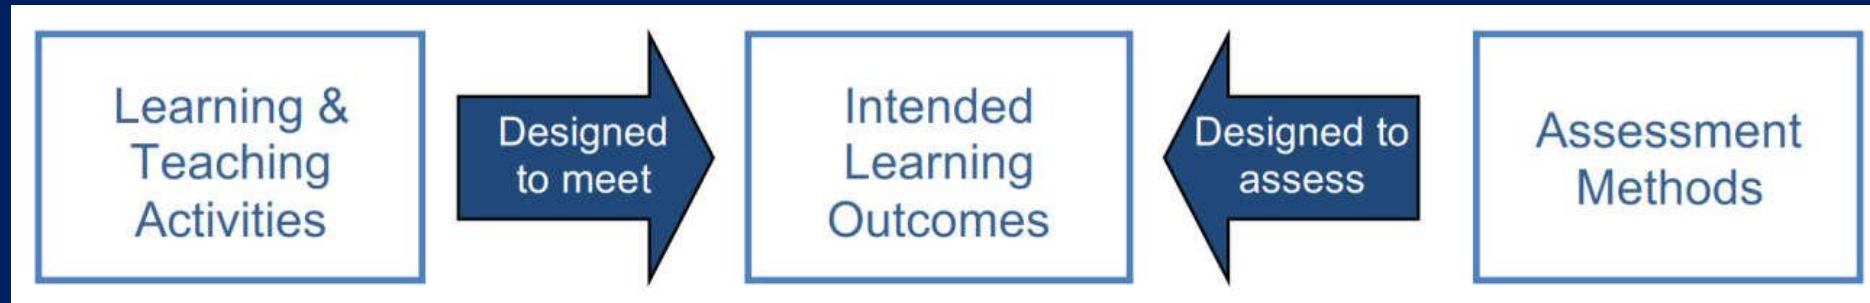 Learning &
Teaching
Activities
Designed
to meet
Intended
Learning
Outcomes
Designed to
assess
Assessment
Methods